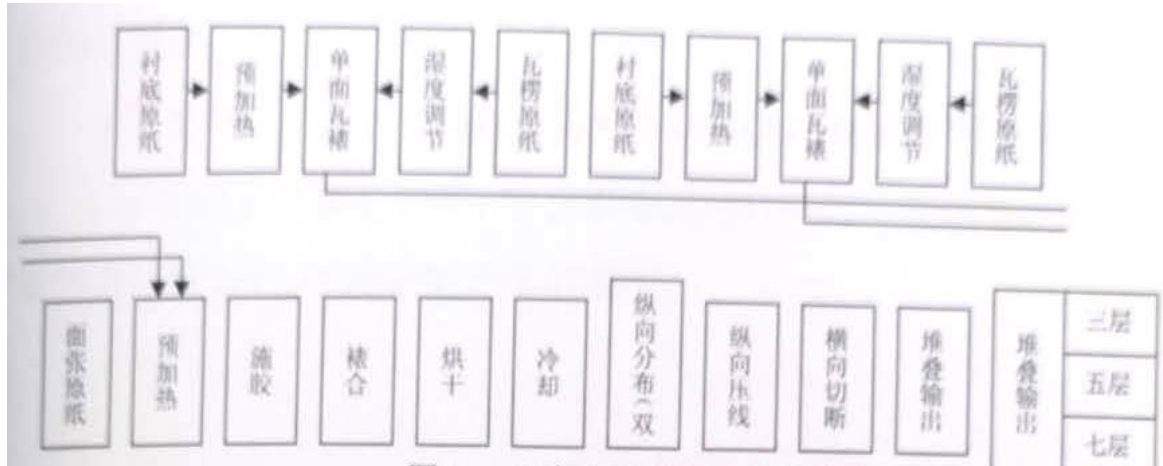 衬底原纸
预加热
单面瓦裱
湿度调节
瓦楞原纸
衬底原纸
预加热
单面瓦裱
湿度调节
瓦楞原纸
面张原纸
预加热
施胶
裱合
烘干
冷却
纵向分布（双
纵向压线
横向切断
堆叠输出
堆叠输出
三层
五层
七层